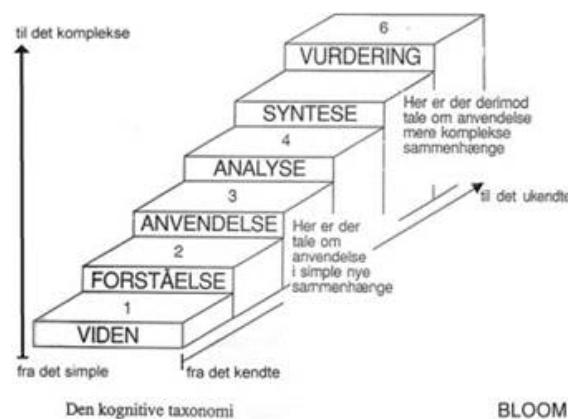 til det komplekse
6
VURDERING
SYNTESE
Her er der derimod
tale om anvendelse
mere komplekse
sammenhænge
4
ANALYSE
til det ukendte
3
ANVENDELSE
Her er der
tale om
anvendelse
i simple nye
sammenhænge
2
FORSTÅELSE
1
VIDEN
fra det simple
fra det kendte
Den kognitive taxonomi
BLOOM